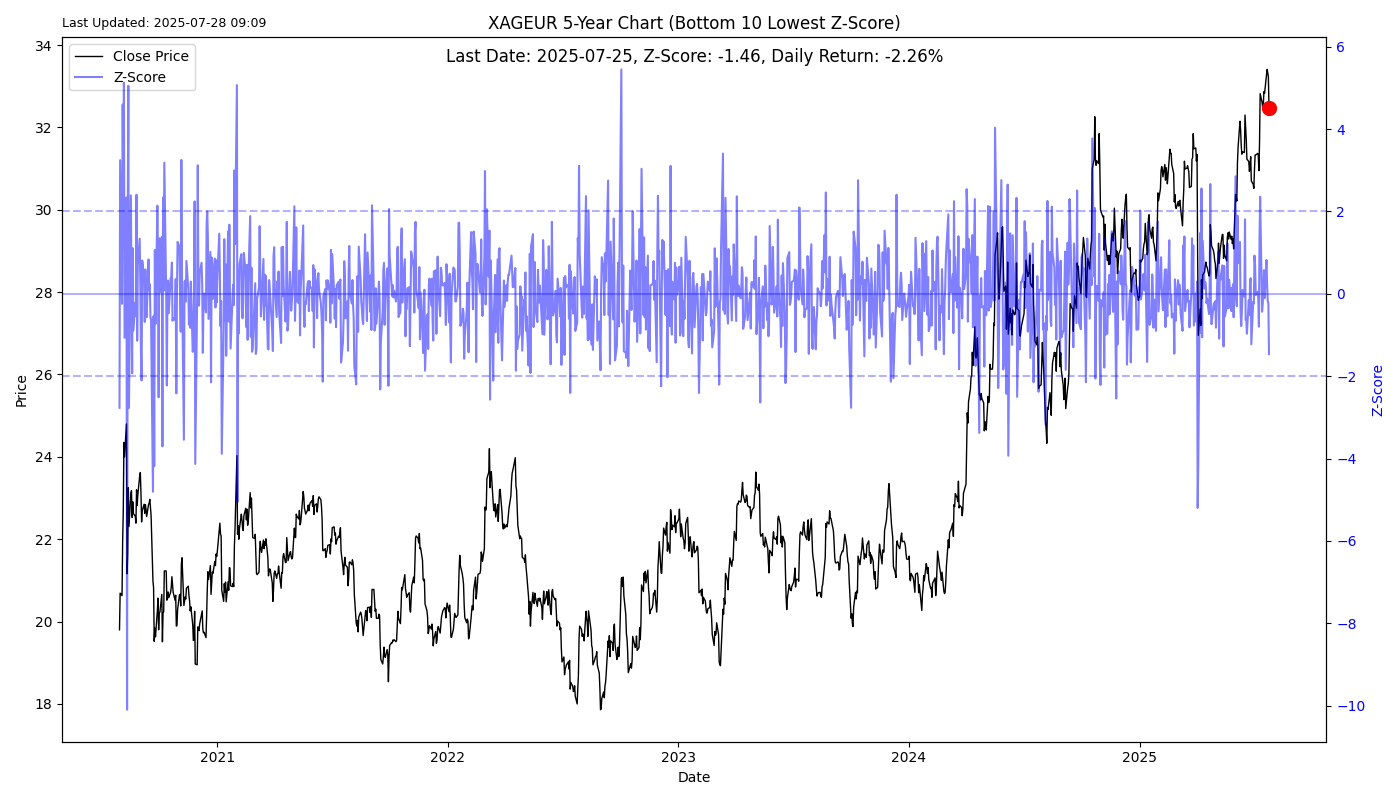 Last Updated: 2025-07-28 09:09
XAGEUR 5-Year Chart (Bottom 10 Lowest Z-Score)
Last Date: 2025-07-25, Z-Score: -1.46, Daily Return: -2.26%
Close Price
Z-Score
34
32
30
28
26
24
22
20
18
Price
6
4
2
0
−2
−4
−6
−8
−10
Z-Score
2021
2022
2023
2024
2025
Date